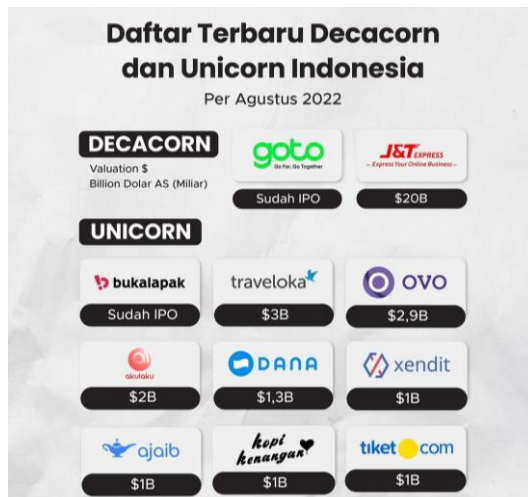 Daftar Terbaru Decacorn
dan Unicorn Indonesia
Per Agustus 2022
DECACORN
Valuation $
Billion Dolar AS (Miliar)
goto
Go Far, Go Together
Sudah IPO
J&T EXPRESS
– Express Your Online Business –
$20B
UNICORN
bukalapak
Sudah IPO
traveloka
$3B
OVO
$2,9B
akulaku
$2B
DANA
$1,3B
xendit
$1B
ajaib
$1B
kopi
kenangan
$1B
tiket com
$1B